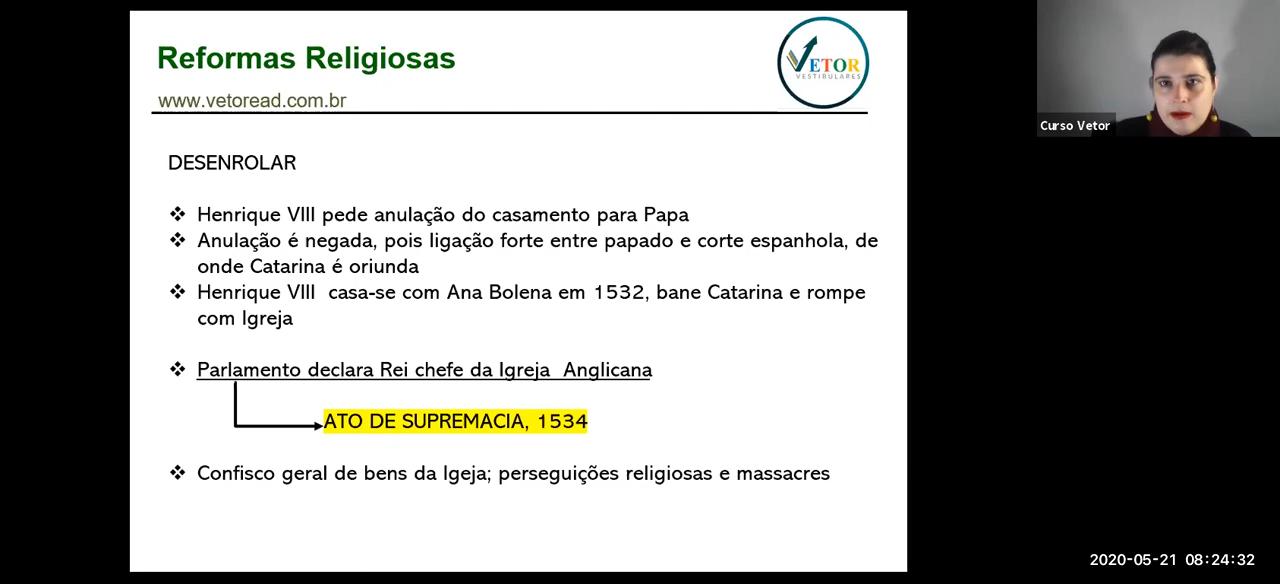 Reformas Religiosas
VETOR
VESTIBULARES
www.vetoread.com.br
Curso Vetor
DESENROLAR
❖ Henrique VIII pede anulação do casamento para Papa
❖ Anulação é negada, pois ligação forte entre papado e corte espanhola, de
onde Catarina é oriunda
❖ Henrique VIII  casa-se com Ana Bolena em 1532, bane Catarina e rompe
com Igreja
❖ Parlamento declara Rei chefe da Igreja  Anglicana
ATO DE SUPREMACIA, 1534
❖ Confisco geral de bens da Igeja; perseguições religiosas e massacres
2020-05-21 08:24:32